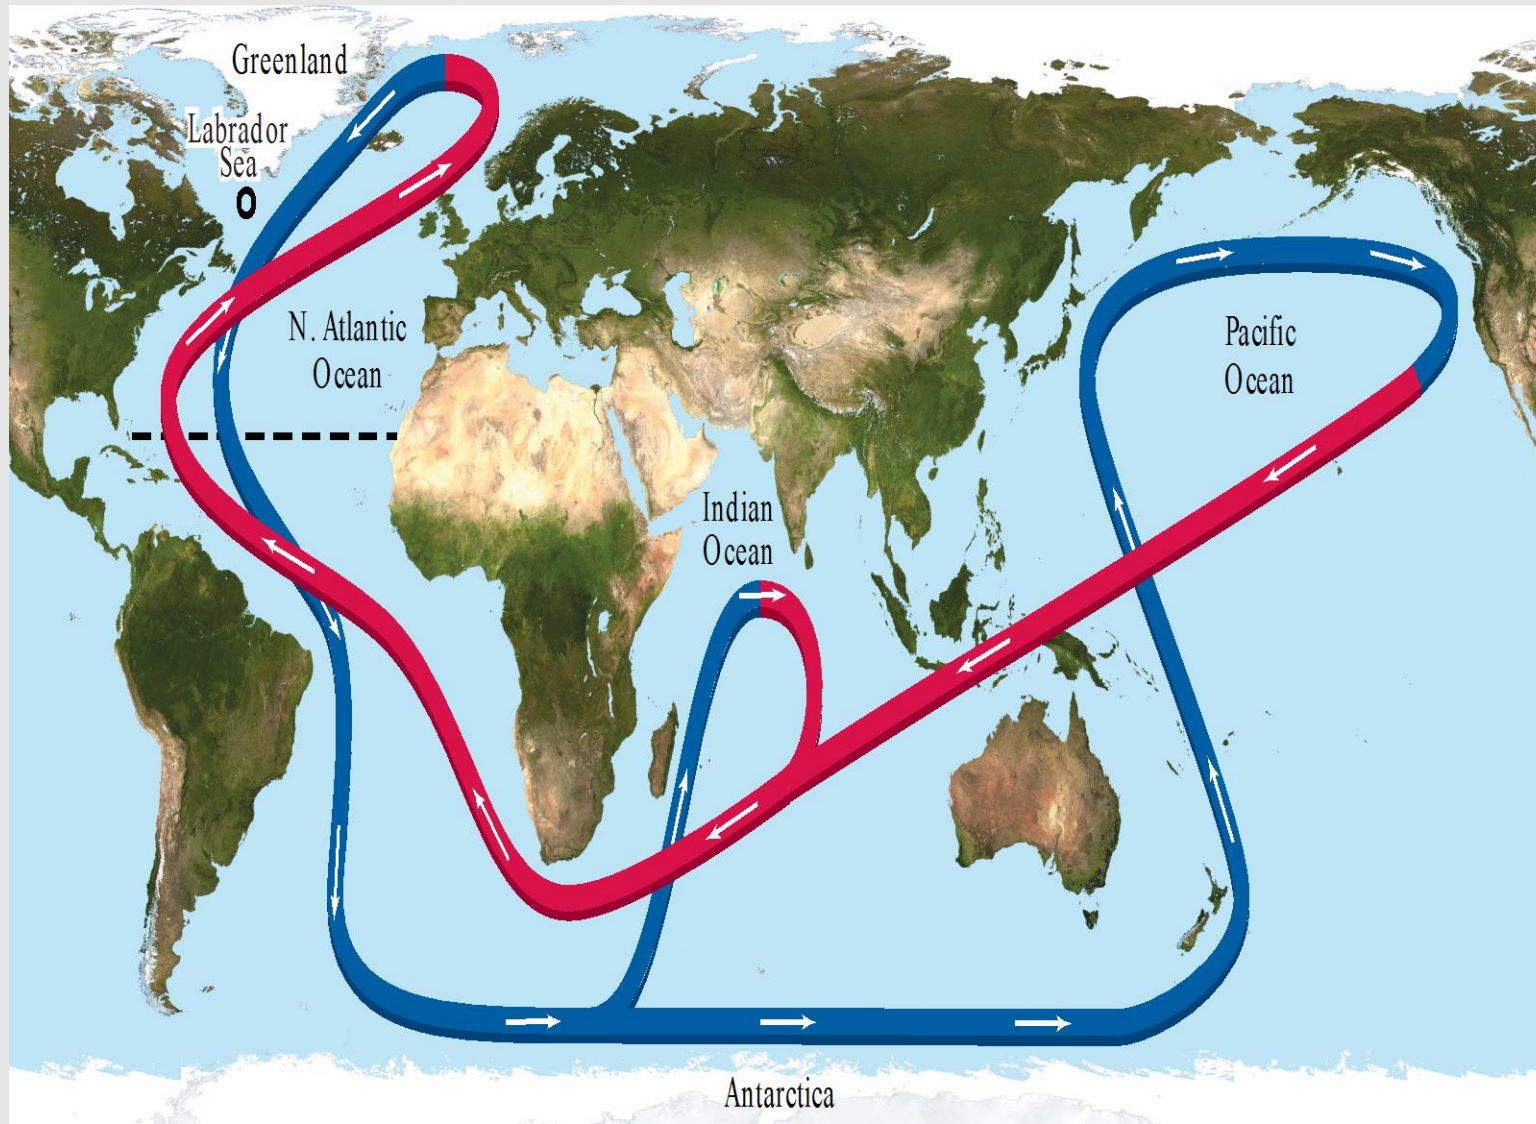 Greenland
Labrador
Sea
N. Atlantic
Ocean
Pacific
Ocean
Indian
Ocean
Antarctica